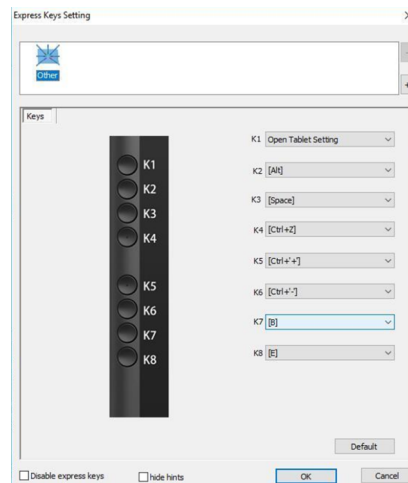 Express Keys Setting
Other
Keys
K1 Open Tablet Setting
K2 [Alt]
K3 [Space]
K4 [Ctrl+Z]
K5 [Ctrl+'+']
K6 [Ctrl+'-']
K7 [B]
K8 [E]
K1
K2
K3
K4
K5
K6
K7
K8
Default
Disable express keys
hide hints
OK
Cancel